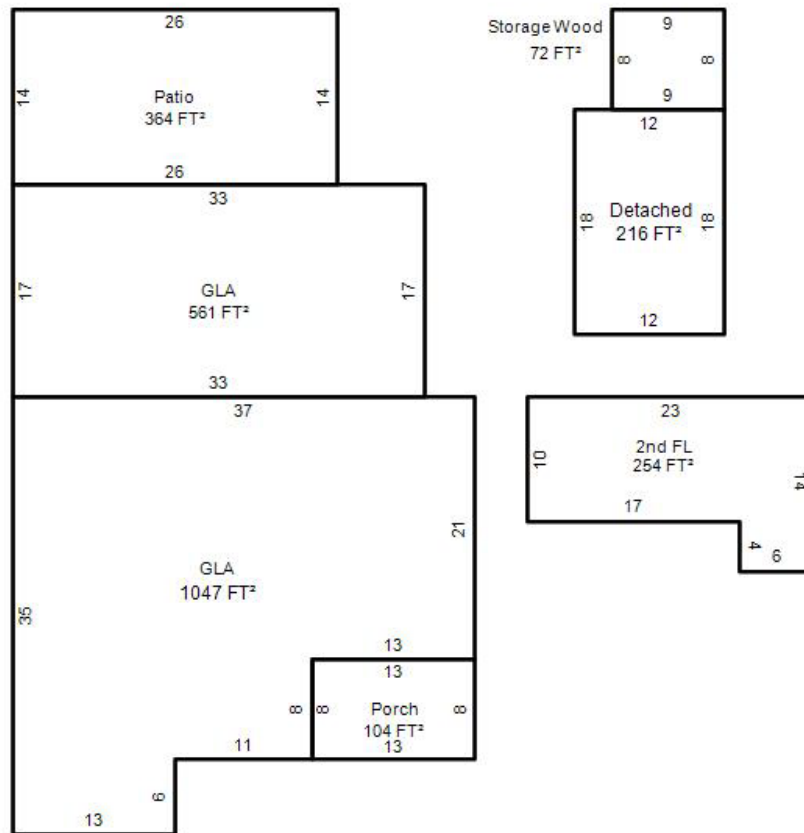 26
14
Patio
364 FT²
14
26
33
17
GLA
561 FT²
17
33
37
35
GLA
1047 FT²
21
13
8
11
6
13
13
8
Porch
104 FT²
8
13
Storage Wood
72 FT²
9
8
8
9
12
18
Detached
216 FT²
18
12
23
10
2nd FL
254 FT²
14
17
4
6